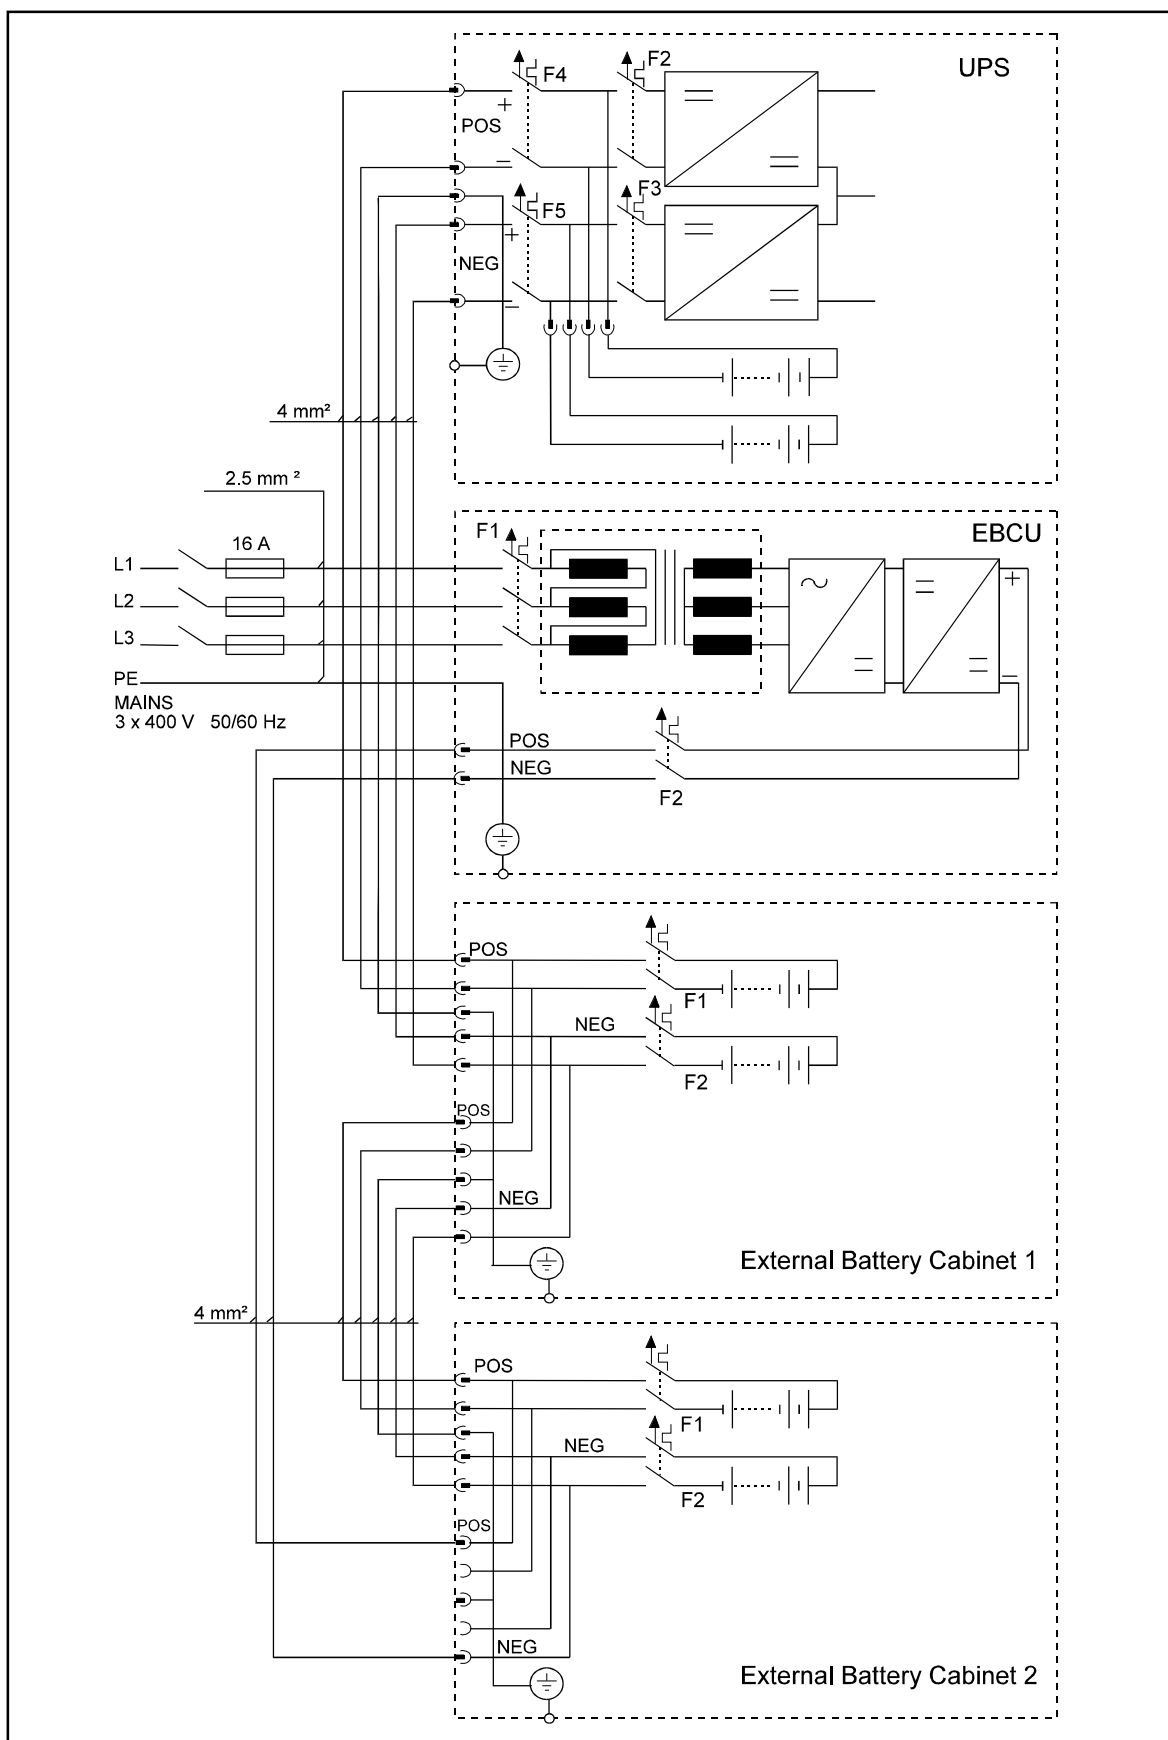 UPS
F4
F2
+
POS
−
F3
F5
+
NEG
−
4 mm²
2.5 mm ²
EBCU
F1
16 A
L1
+
L2
L3
PE
−
MAINS
3 x 400 V 50/60 Hz
POS
NEG
F2
POS
F1
NEG
F2
POS
NEG
External Battery Cabinet 1
4 mm²
POS
F1
NEG
F2
POS
NEG
External Battery Cabinet 2